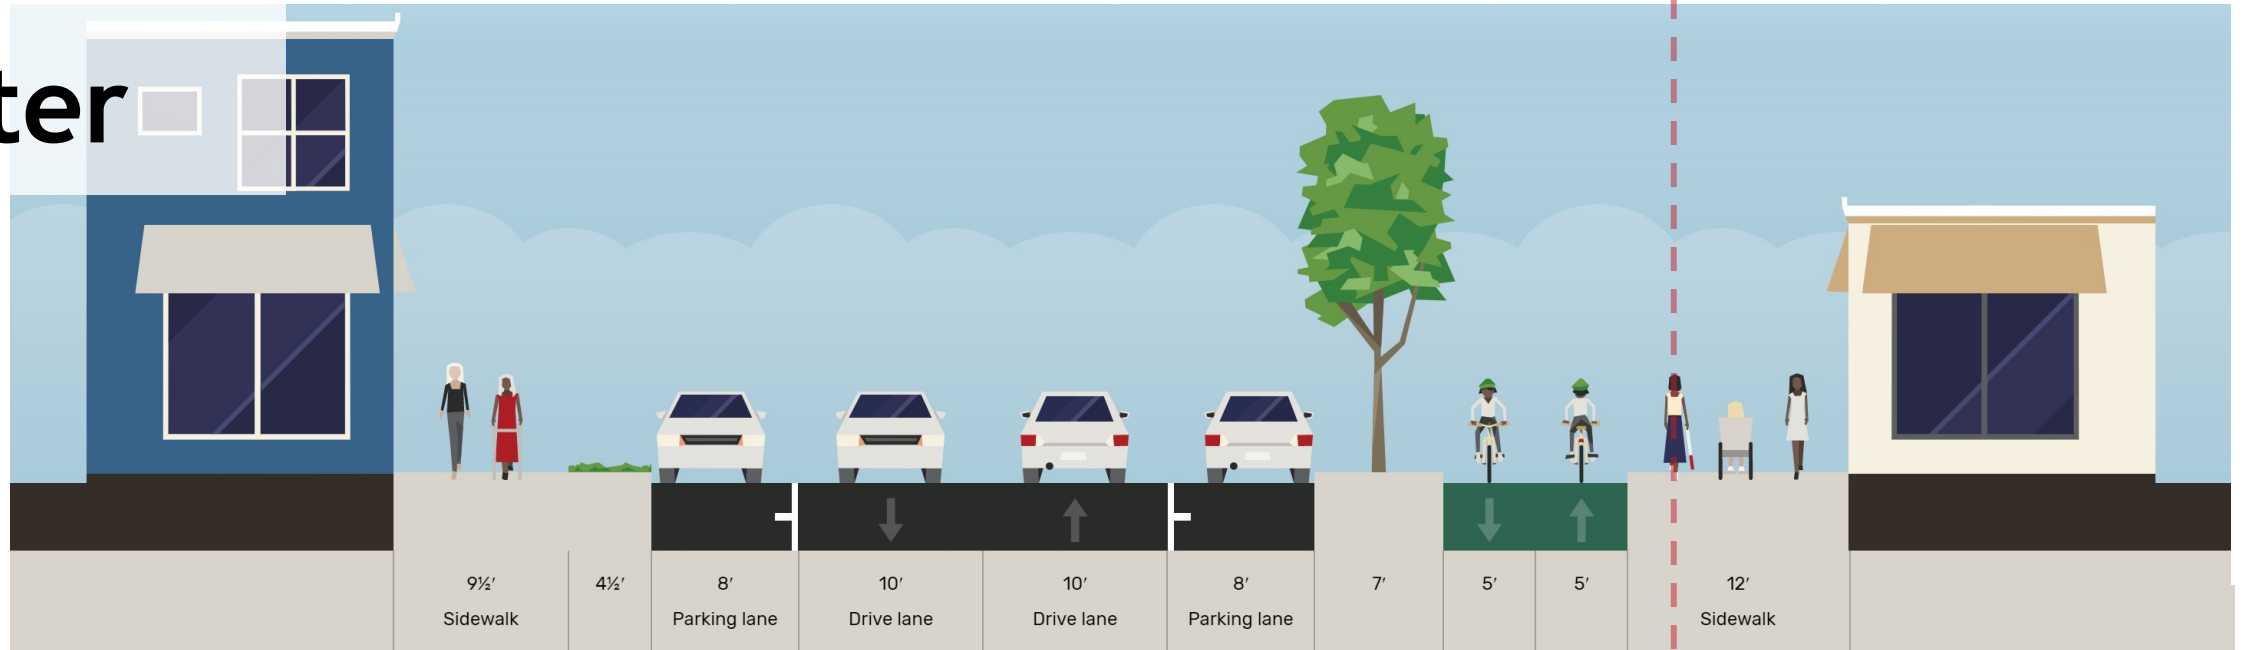 ter
9½′ 4½′ 8′ 10′ 10′ 8′ 7′ 5′ 5′ 12′
Sidewalk Parking lane Drive lane Drive lane Parking lane Sidewalk